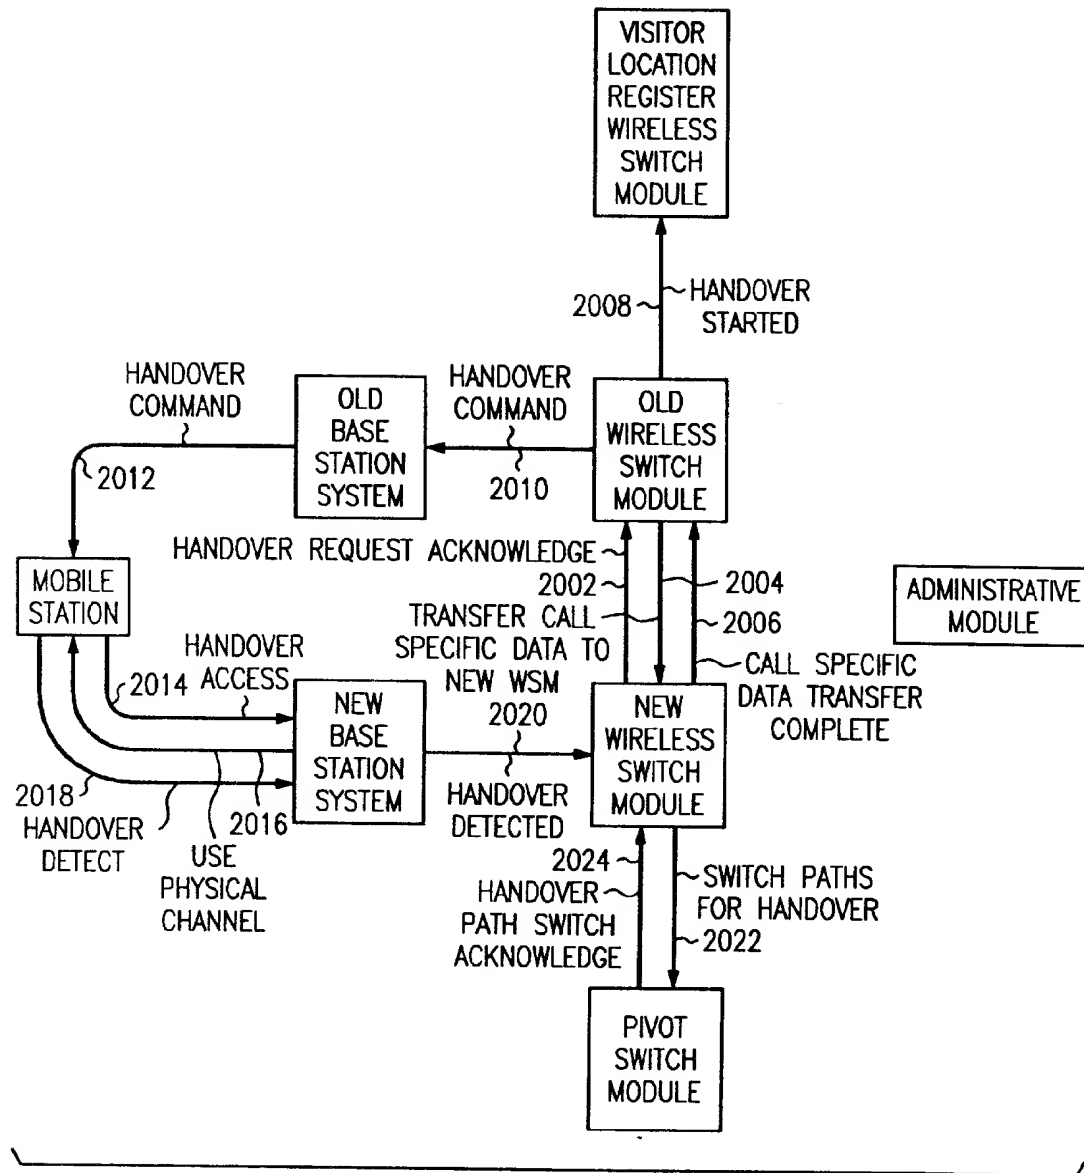 VISITOR
LOCATION
REGISTER
WIRELESS
SWITCH
MODULE
2008
HANDOVER
STARTED
HANDOVER
COMMAND
2012
OLD
BASE
STATION
SYSTEM
HANDOVER
COMMAND
2010
OLD
WIRELESS
SWITCH
MODULE
HANDOVER REQUEST ACKNOWLEDGE
2002
2004
TRANSFER CALL
SPECIFIC DATA TO
NEW WSM
2006
CALL SPECIFIC
DATA TRANSFER
COMPLETE
ADMINISTRATIVE
MODULE
MOBILE
STATION
HANDOVER
ACCESS
2014
NEW
BASE
STATION
SYSTEM
2020
HANDOVER
DETECTED
NEW
WIRELESS
SWITCH
MODULE
2018
HANDOVER
DETECT
2016
USE
PHYSICAL
CHANNEL
2024
HANDOVER
PATH SWITCH
ACKNOWLEDGE
SWITCH PATHS
FOR HANDOVER
2022
PIVOT
SWITCH
MODULE